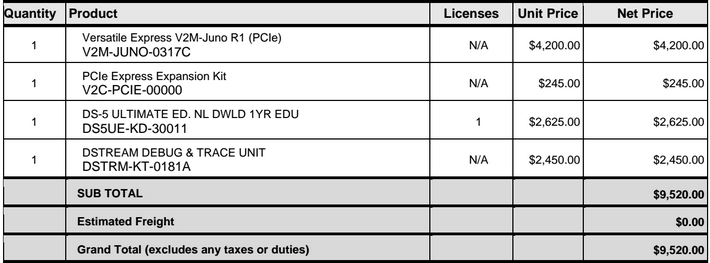 Quantity Product Licenses Unit Price Net Price
Versatile Express V2M-Juno R1 (PCIe)
1 V2M-JUNO-0317C N/A $4,200.00 $4,200.00
PCIe Express Expansion Kit
1 V2C-PCIE-00000 N/A $245.00 $245.00
DS-5 ULTIMATE ED. NL DWLD 1YR EDU
1 DS5UE-KD-30011 1 $2,625.00 $2,625.00
DSTREAM DEBUG & TRACE UNIT
1 DSTRM-KT-0181A N/A $2,450.00 $2,450.00
SUB TOTAL $9,520.00
Estimated Freight $0.00
Grand Total (excludes any taxes or duties) $9,520.00